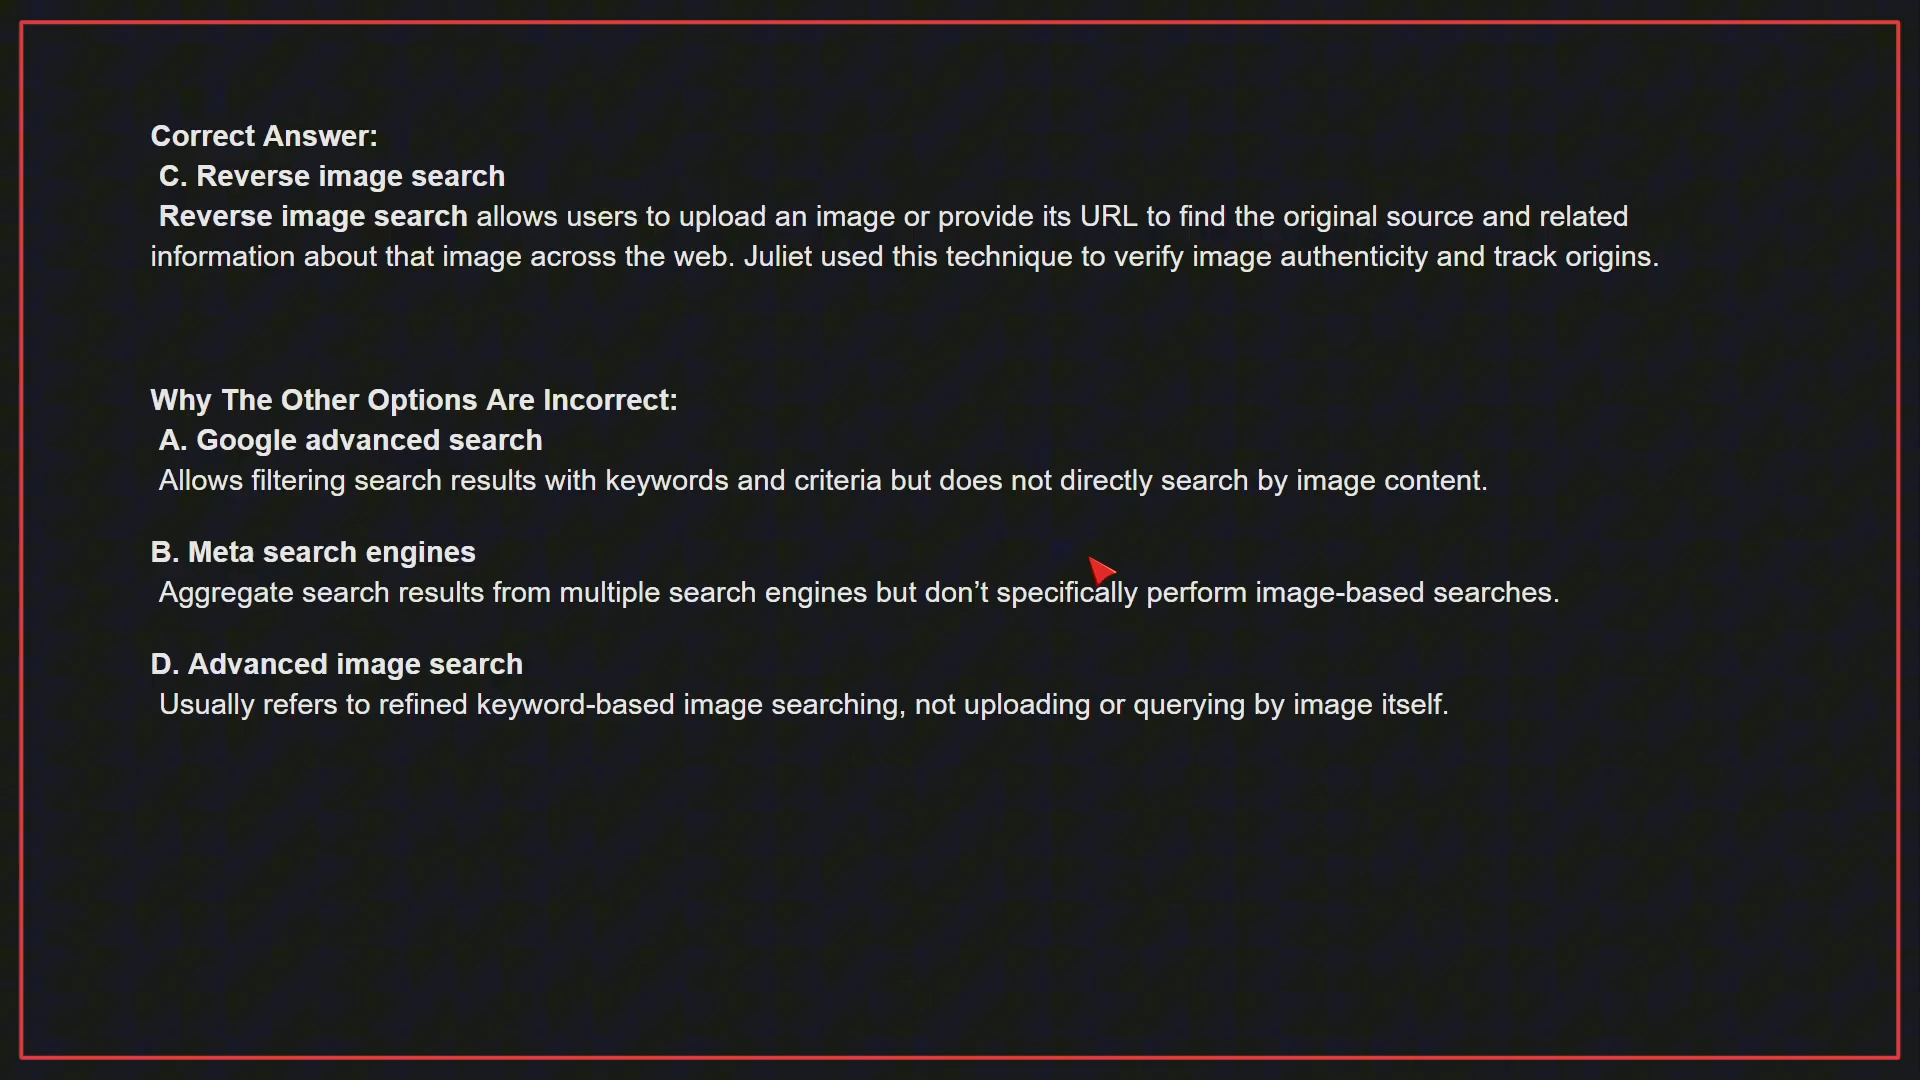 Correct Answer:
C. Reverse image search
Reverse image search allows users to upload an image or provide its URL to find the original source and related
information about that image across the web. Juliet used this technique to verify image authenticity and track origins.
Why The Other Options Are Incorrect:
A. Google advanced search
Allows filtering search results with keywords and criteria but does not directly search by image content.
B. Meta search engines
Aggregate search results from multiple search engines but don’t specifically perform image-based searches.
D. Advanced image search
Usually refers to refined keyword-based image searching, not uploading or querying by image itself.